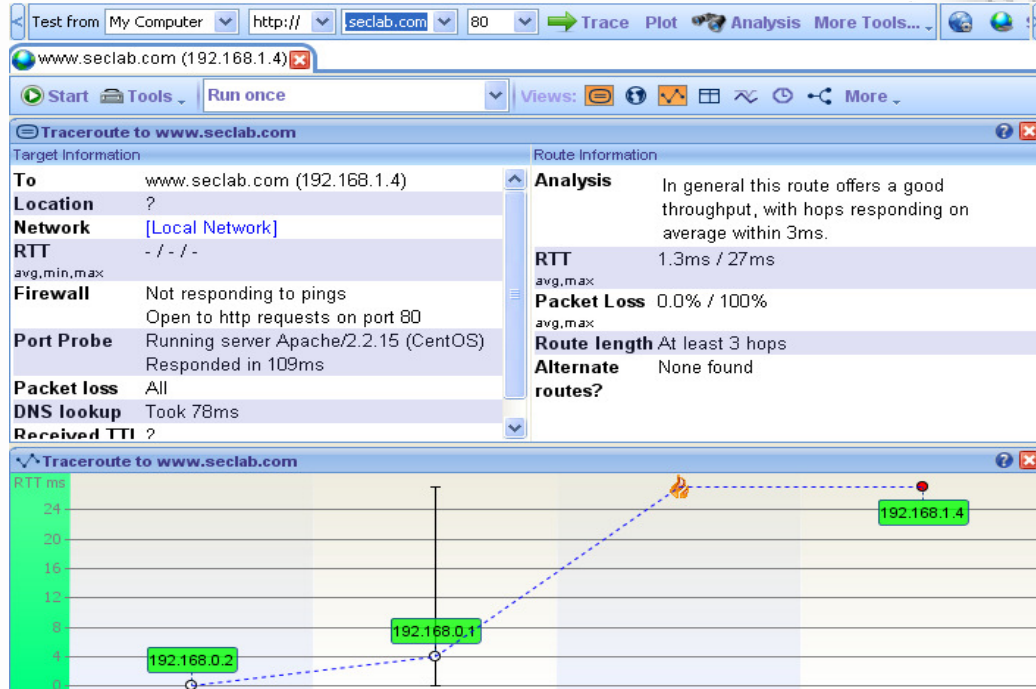 Test from My Computer http:// .seclab.com 80 Trace Plot Analysis More Tools...
www.seclab.com (192.168.1.4)
Start Tools Run once Views: More
Traceroute to www.seclab.com
Target Information
To www.seclab.com (192.168.1.4)
Location ?
Network [Local Network]
RTT - / - / -
avg,min,max
Firewall Not responding to pings
Open to http requests on port 80
Port Probe Running server Apache/2.2.15 (CentOS)
Responded in 109ms
Packet loss All
DNS lookup Took 78ms
Received TTL ?
Route Information
Analysis In general this route offers a good
throughput, with hops responding on
average within 3ms.
RTT 1.3ms / 27ms
avg,max
Packet Loss 0.0% / 100%
avg,max
Route length At least 3 hops
Alternate None found
routes?
Traceroute to www.seclab.com
RTT ms
24
20
16
12
8
4
0
192.168.0.2
192.168.0.1
192.168.1.4